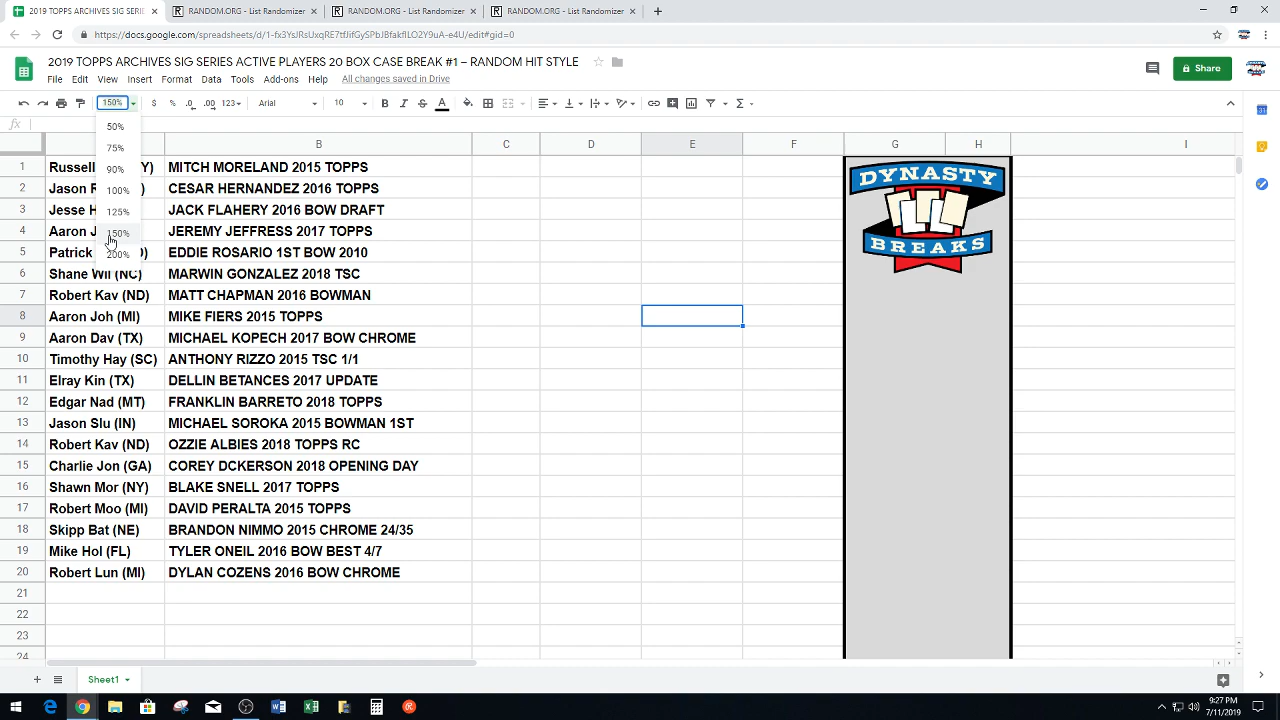 2019 TOPPS ARCHIVES SIG SERIE
RANDOM.ORG - List Randomizer
RANDOM.ORG - List Randomizer
RANDOM.ORG - List Randomizer
2019 TOPPS ARCHIVES SIG SERIES ACTIVE PLAYERS 20 BOX CASE BREAK #1 – RANDOM HIT STYLE
Share
File Edit View Insert Format Data Tools Add-ons Help All changes saved in Drive
150% $ % .0 .00 123 Arial 10 B I S A
fx
50%
75%
90%
100%
125%
150%
200%
B C D E F G H I
1 Russell Y) MITCH MORELAND 2015 TOPPS
2 Jason R ) CESAR HERNANDEZ 2016 TOPPS
3 Jesse H JACK FLAHERY 2016 BOW DRAFT
4 Aaron J JEREMY JEFFRESS 2017 TOPPS
5 Patrick ) EDDIE ROSARIO 1ST BOW 2010
6 Shane Wil (NC) MARWIN GONZALEZ 2018 TSC
7 Robert Kav (ND) MATT CHAPMAN 2016 BOWMAN
8 Aaron Joh (MI) MIKE FIERS 2015 TOPPS
9 Aaron Dav (TX) MICHAEL KOPECH 2017 BOW CHROME
10 Timothy Hay (SC) ANTHONY RIZZO 2015 TSC 1/1
11 Elray Kin (TX) DELLIN BETANCES 2017 UPDATE
12 Edgar Nad (MT) FRANKLIN BARRETO 2018 TOPPS
13 Jason Slu (IN) MICHAEL SOROKA 2015 BOWMAN 1ST
14 Robert Kav (ND) OZZIE ALBIES 2018 TOPPS RC
15 Charlie Jon (GA) COREY DCKERSON 2018 OPENING DAY
16 Shawn Mor (NY) BLAKE SNELL 2017 TOPPS
17 Robert Moo (MI) DAVID PERALTA 2015 TOPPS
18 Skipp Bat (NE) BRANDON NIMMO 2015 CHROME 24/35
19 Mike Hol (FL) TYLER ONEIL 2016 BOW BEST 4/7
20 Robert Lun (MI) DYLAN COZENS 2016 BOW CHROME
21
22
23
24
DYNASTY
BREAKS
Sheet1
9:27 PM
7/11/2019